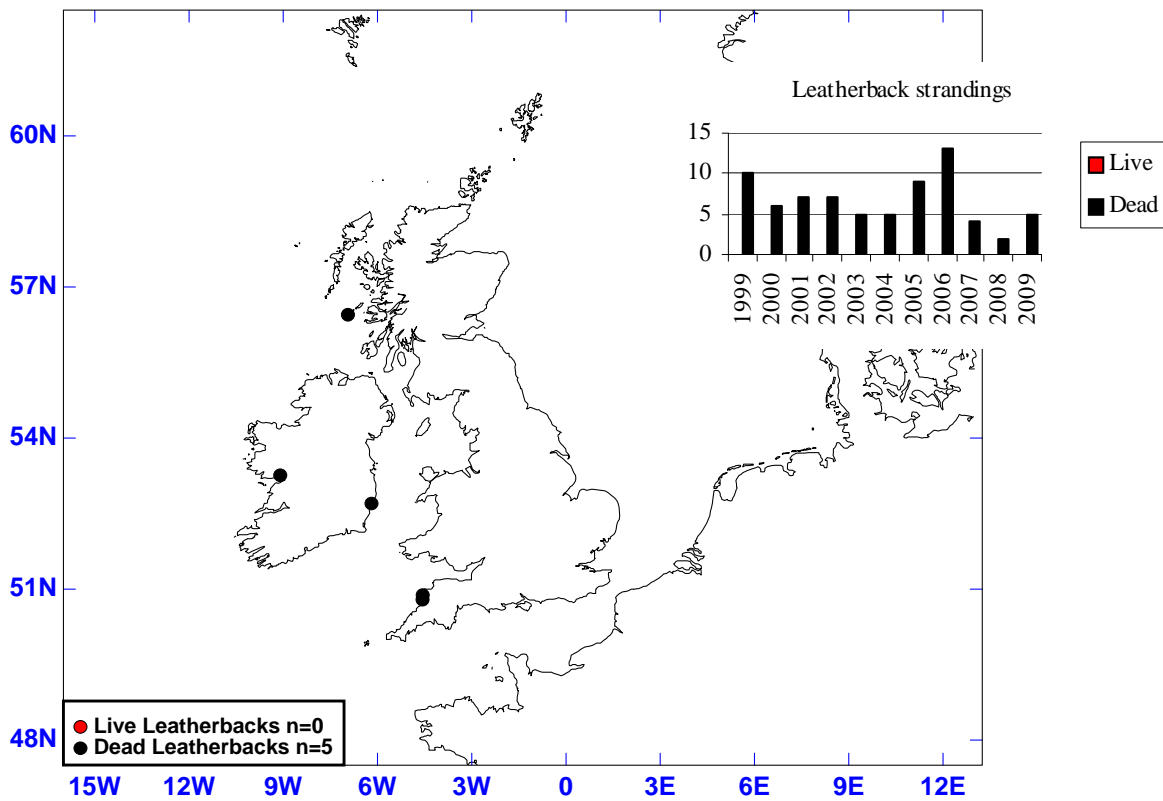 Leatherback strandings
15
10
5
0
1999
2000
2001
2002
2003
2004
2005
2006
2007
2008
2009
Live
Dead
60N
57N
54N
51N
48N
Live Leatherbacks n=0
Dead Leatherbacks n=5
15W 12W 9W 6W 3W 0 3E 6E 9E 12E